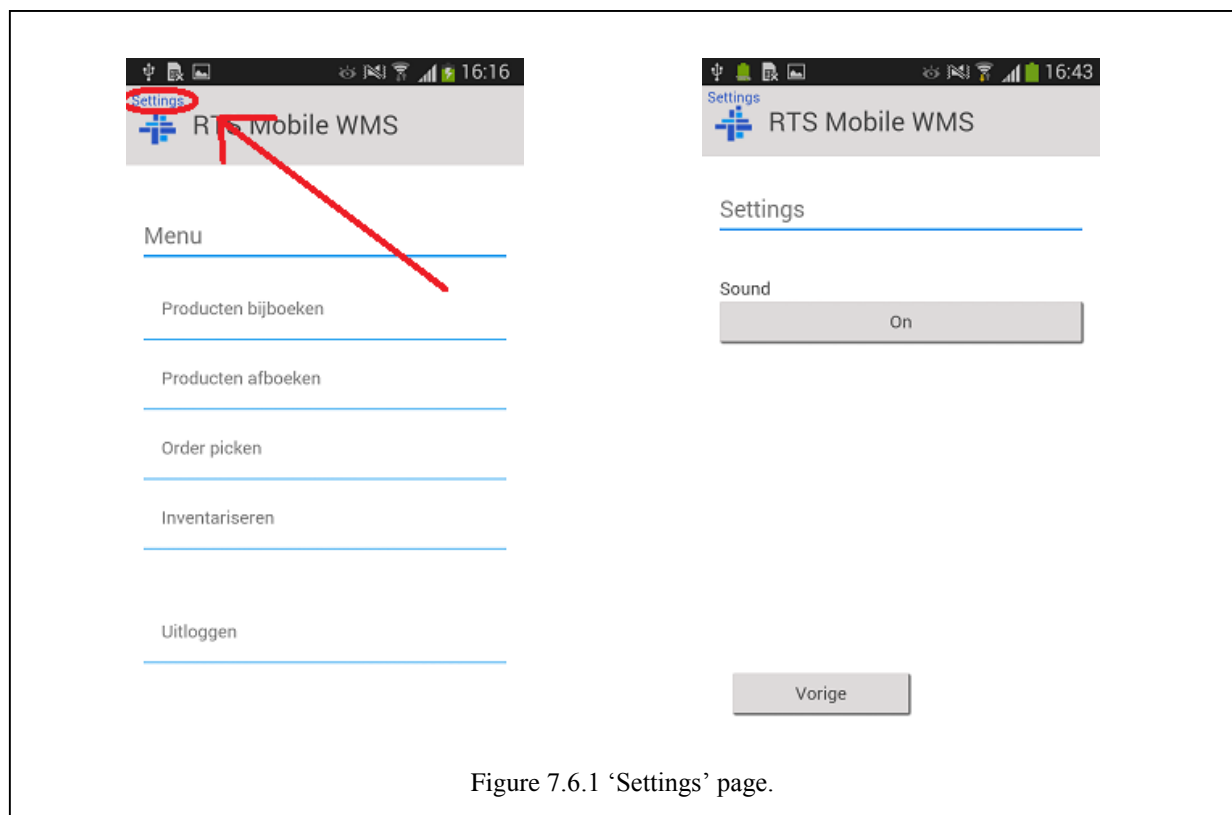 16:16
Settings
RTS Mobile WMS
Menu
Producten bijboeken
Producten afboeken
Order picken
Inventariseren
Uitloggen
16:43
Settings
RTS Mobile WMS
Settings
Sound
On
Vorige
Figure 7.6.1 ‘Settings’ page.